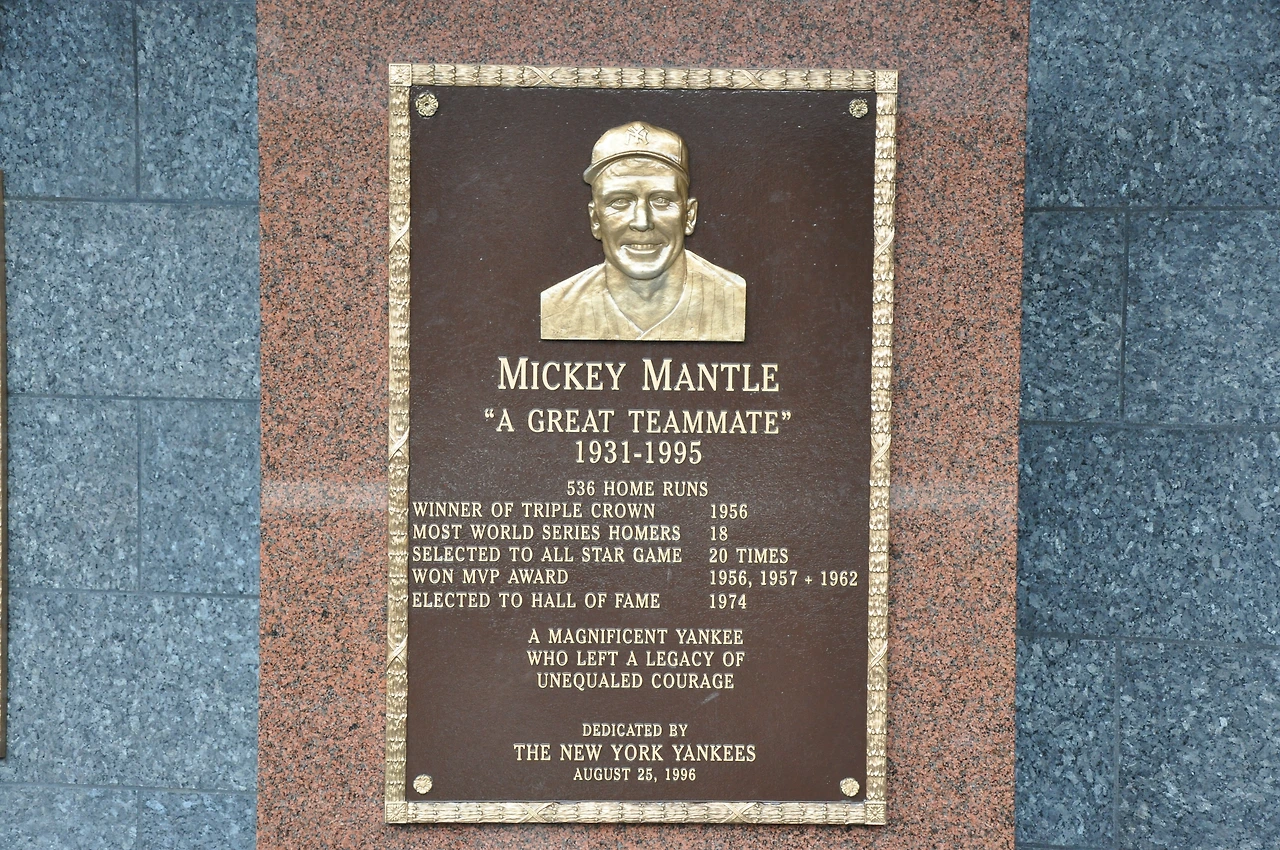 MICKEY MANTLE
“A GREAT TEAMMATE”
1931-1995
536 HOME RUNS
WINNER OF TRIPLE CROWN 1956
MOST WORLD SERIES HOMERS 18
SELECTED TO ALL STAR GAME 20 TIMES
WON MVP AWARD 1956, 1957 + 1962
ELECTED TO HALL OF FAME 1974
A MAGNIFICENT YANKEE
WHO LEFT A LEGACY OF
UNEQUALED COURAGE
DEDICATED BY
THE NEW YORK YANKEES
AUGUST 25, 1996